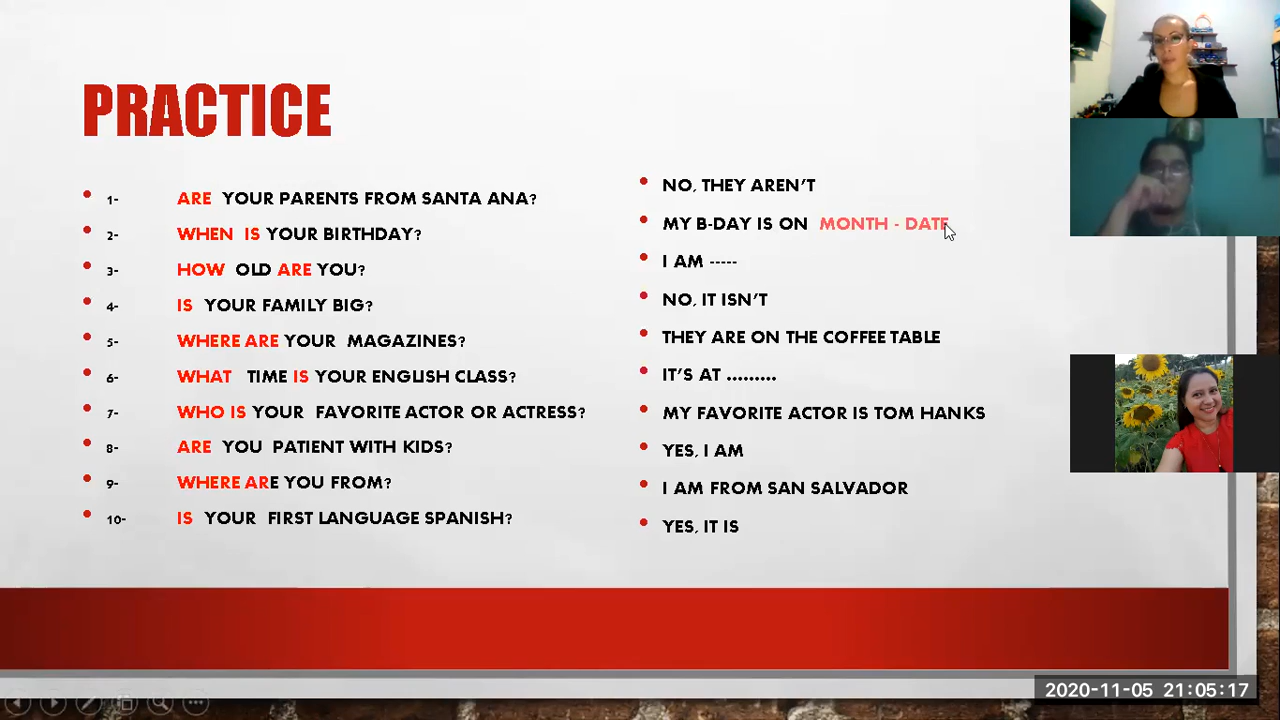 PRACTICE
1- ARE YOUR PARENTS FROM SANTA ANA?
2- WHEN IS YOUR BIRTHDAY?
3- HOW OLD ARE YOU?
4- IS YOUR FAMILY BIG?
5- WHERE ARE YOUR MAGAZINES?
6- WHAT TIME IS YOUR ENGLISH CLASS?
7- WHO IS YOUR FAVORITE ACTOR OR ACTRESS?
8- ARE YOU PATIENT WITH KIDS?
9- WHERE ARE YOU FROM?
10- IS YOUR FIRST LANGUAGE SPANISH?
NO, THEY AREN'T
MY B-DAY IS ON MONTH - DATE
I AM -----
NO, IT ISN'T
THEY ARE ON THE COFFEE TABLE
IT'S AT .........
MY FAVORITE ACTOR IS TOM HANKS
YES, I AM
I AM FROM SAN SALVADOR
YES, IT IS
2020-11-05 21:05:17